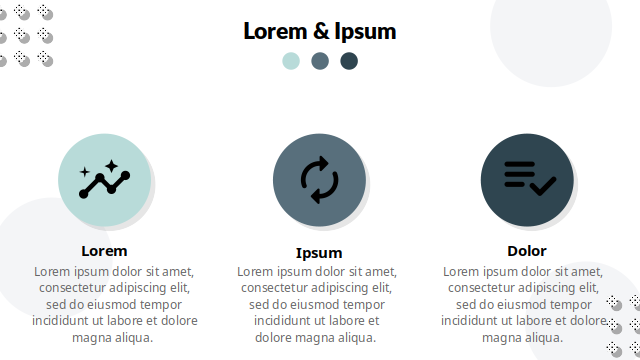 Lorem & Ipsum
Lorem
Lorem ipsum dolor sit amet,
consectetur adipiscing elit,
sed do eiusmod tempor
incididunt ut labore et dolore
magna aliqua.
Ipsum
Lorem ipsum dolor sit amet,
consectetur adipiscing elit,
sed do eiusmod tempor
incididunt ut labore et
dolore magna aliqua.
Dolor
Lorem ipsum dolor sit amet,
consectetur adipiscing elit,
sed do eiusmod tempor
incididunt ut labore et dolore
magna aliqua.